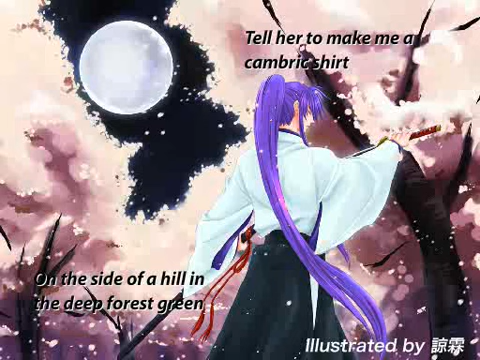 Tell her to make me a
cambric shirt
On the side of a hill in
the deep forest green
Illustrated by 諒霖